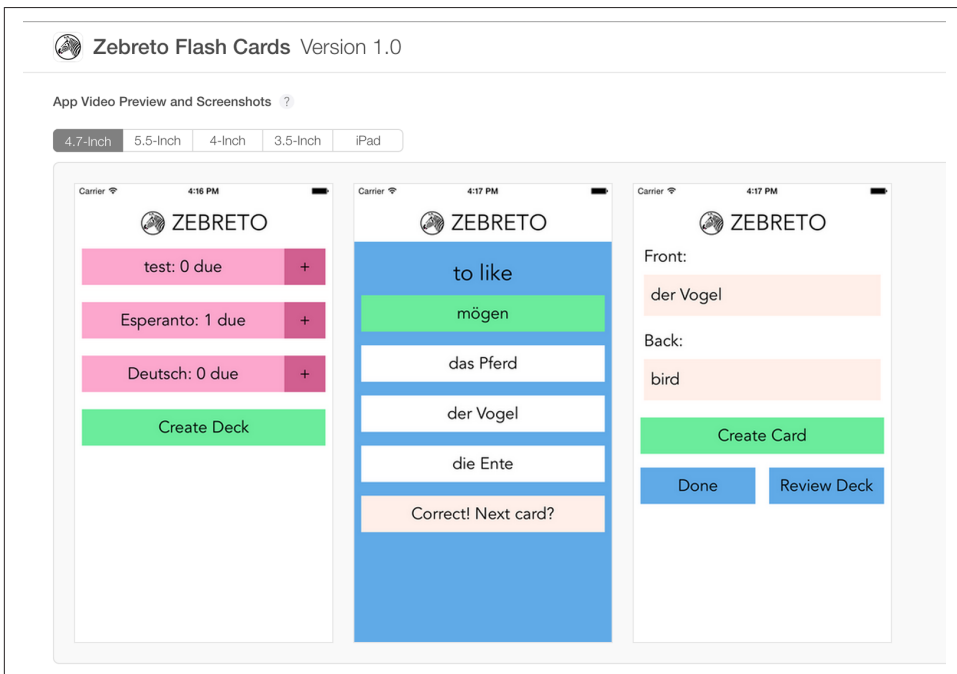 Zebreto Flash Cards Version 1.0
App Video Preview and Screenshots ?
4.7-Inch 5.5-Inch 4-Inch 3.5-Inch iPad
Carrier 4:16 PM
ZEBRETO
test: 0 due +
Esperanto: 1 due +
Deutsch: 0 due +
Create Deck
Carrier 4:17 PM
ZEBRETO
to like
mögen
das Pferd
der Vogel
die Ente
Correct! Next card?
Carrier 4:17 PM
ZEBRETO
Front:
der Vogel
Back:
bird
Create Card
Done Review Deck